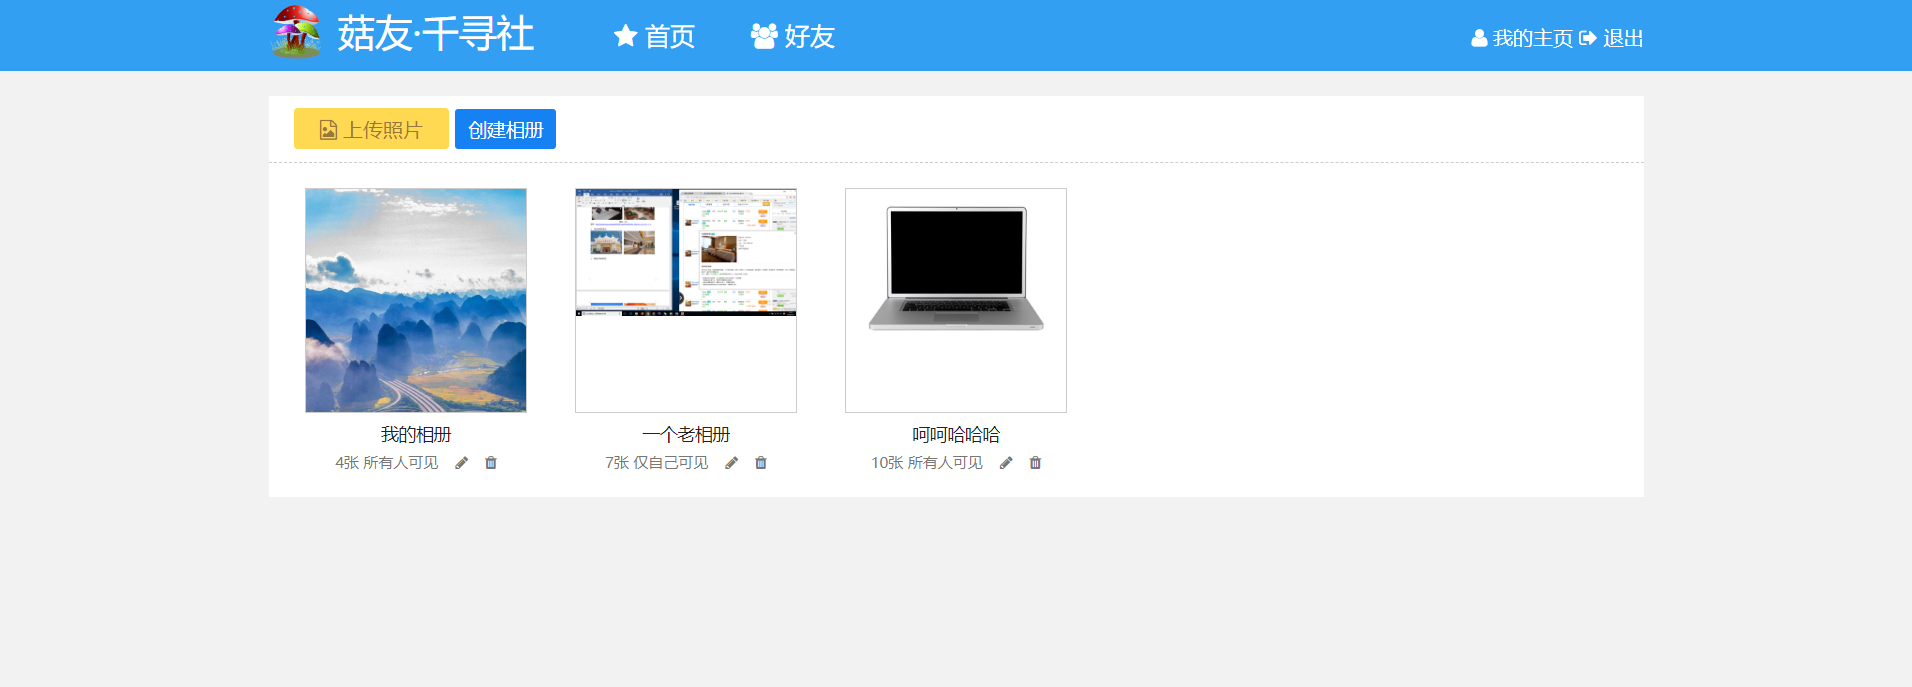 菇友·千寻社
首页
好友
我的主页 退出
上传照片 创建相册
我的相册
4张 所有人可见
一个老相册
7张 仅自己可见
呵呵哈哈哈
10张 所有人可见